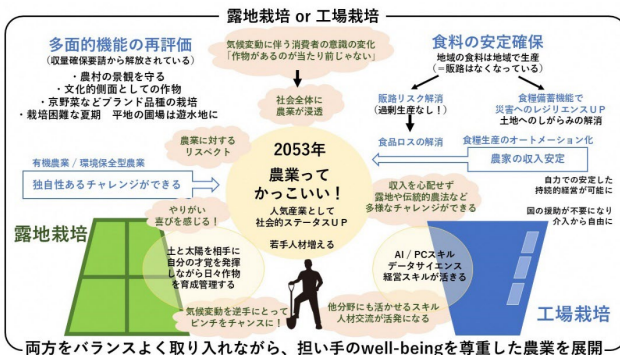 露地栽培 or 工場栽培
多面的機能の再評価
(収量確保要請から解放されている)
・農村の景観を守る
・文化的側面としての作物
・京野菜などブランド品種の栽培
・栽培困難な夏期　平地の圃場は遊水地に
気候変動に伴う消費者の意識の変化
「作物があるのが当たり前じゃない」
社会全体に
農業が浸透
食料の安定確保
地域の食料は地域で生産
(=販路はなくなっている)
販路リスク解消
(過剰生産なし!)
食品ロスの解消
食糧備蓄機能で
災害へのレジリエンスUP
土地へのしがらみの解消
農業に対する
リスペクト
有機農業 / 環境保全型農業
独自性あるチャレンジができる
2053年
農業って
かっこいい!
人気産業として
社会的ステータスUP
若手人材増える
食糧生産のオートメーション化
農家の収入安定
自力での安定した
持続的経営が可能に
国の援助が不要になり
介入から自由に
収入を心配せず
露地や伝統的農法など
多様なチャレンジができる
やりがい
喜びを感じる!
露地栽培
土と太陽を相手に
自分の才覚を発揮
しながら日々作物
を育成管理する
AI / PCスキル
データサイエンス
経営スキルが活きる
工場栽培
気候変動を逆手にとって
ピンチをチャンスに!
他分野にも活かせるスキル
人材交流が活発になる
両方をバランスよく取り入れながら、担い手のwell-beingを尊重した農業を展開